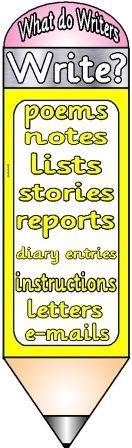 What do Writers
Write?
poems
notes
lists
stories
reports
diary entries
instructions
letters
e-mails